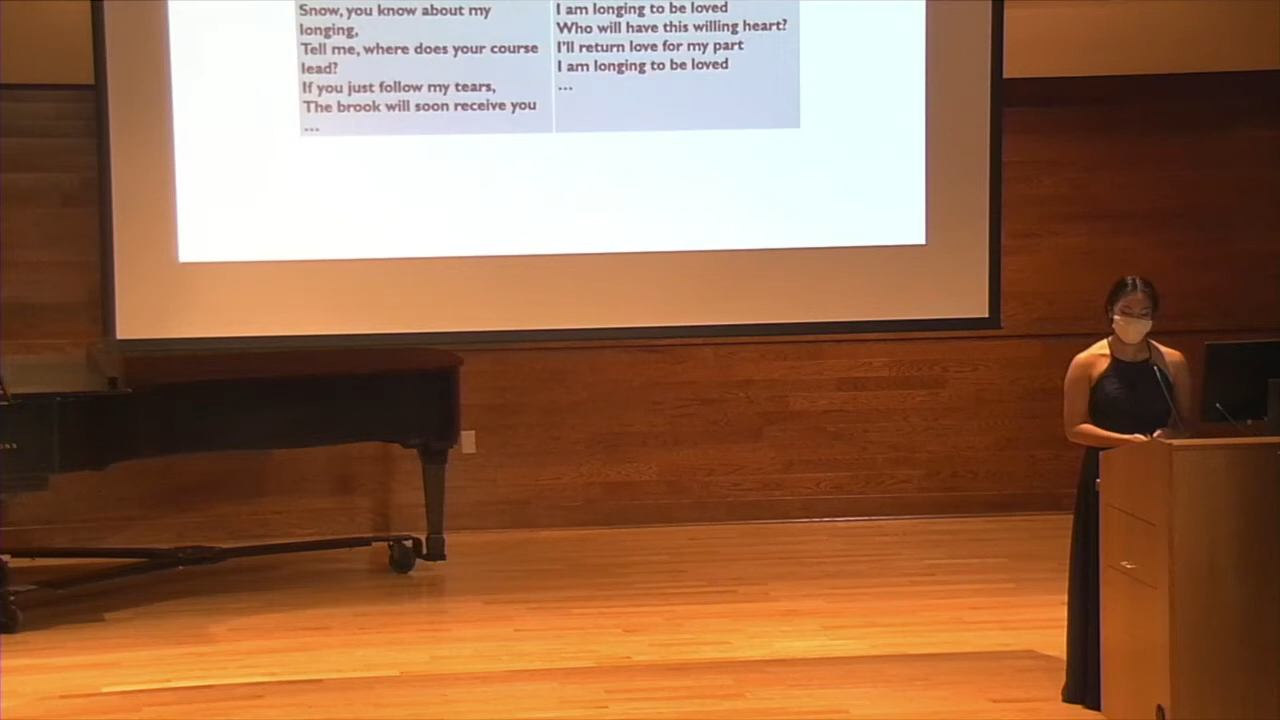 Snow, you know about my
longing,
Tell me, where does your course
lead?
If you just follow my tears,
The brook will soon receive you
...
I am longing to be loved
Who will have this willing heart?
I'll return love for my part
I am longing to be loved
...